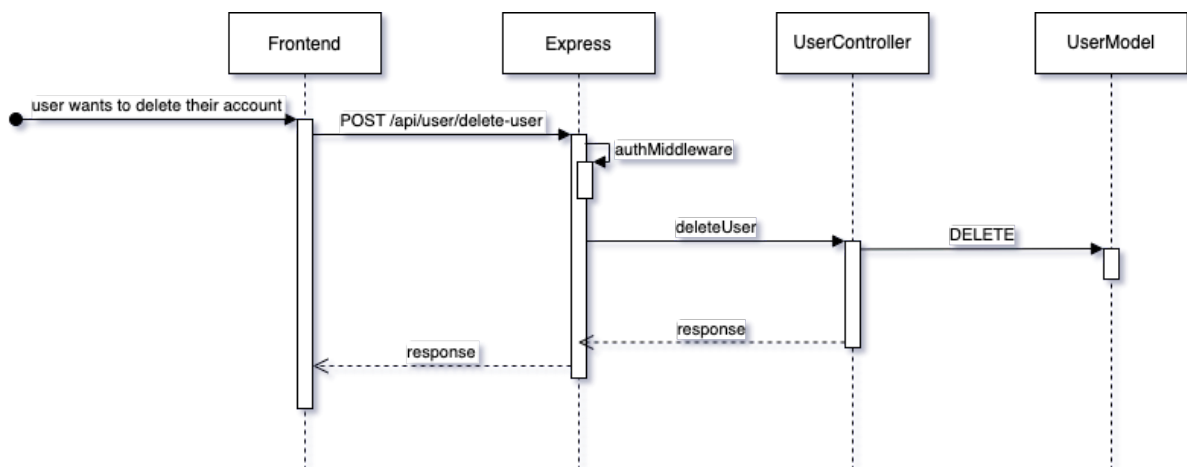 Frontend
Express
UserController
UserModel
user wants to delete their account
POST /api/user/delete-user
authMiddleware
deleteUser
DELETE
response
response